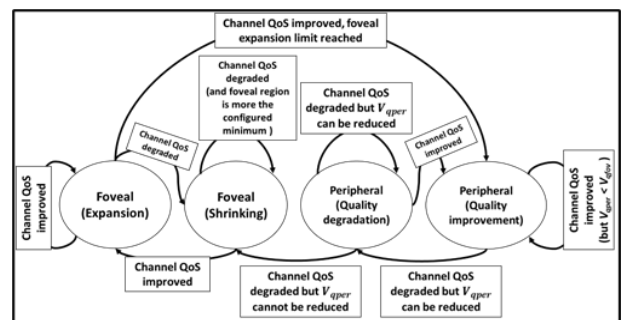 Channel QoS improved, foveal
expansion limit reached
Channel QoS
degraded
(and foveal region
is more the
configured
minimum )
Channel QoS
degraded but V_qper
can be reduced
Channel QoS
degraded
Channel QoS
improved
Channel QoS
improved
Foveal
(Expansion)
Foveal
(Shrinking)
Peripheral
(Quality
degradation)
Peripheral
(Quality
improvement)
Channel QoS
improved
(but V_qper < V_qfov )
Channel QoS
improved
Channel QoS
degraded but V_qper
cannot be reduced
Channel QoS
degraded but V_qper
can be reduced